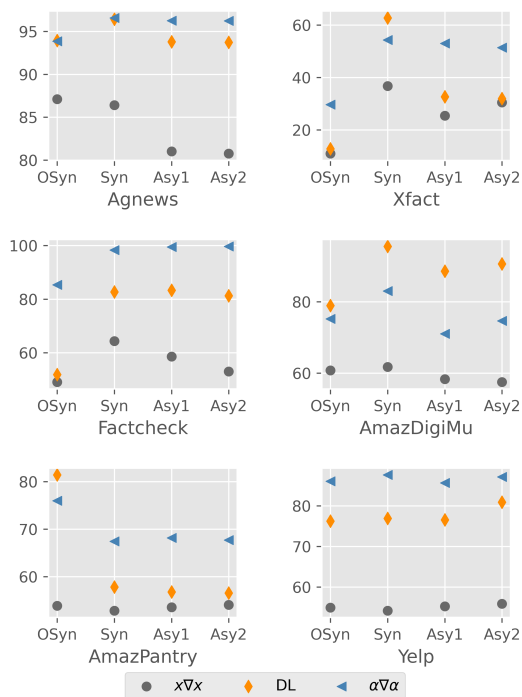 95
90
85
80
OSyn Syn Asy1 Asy2
Agnews
60
40
20
OSyn Syn Asy1 Asy2
Xfact
100
80
60
OSyn Syn Asy1 Asy2
Factcheck
80
60
OSyn Syn Asy1 Asy2
AmazDigiMu
80
70
60
OSyn Syn Asy1 Asy2
AmazPantry
80
70
60
OSyn Syn Asy1 Asy2
Yelp
x∇x DL α∇α